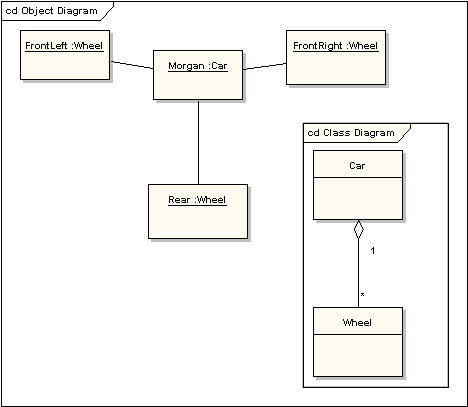 cd Object Diagram
FrontLeft :Wheel
Morgan :Car
FrontRight :Wheel
Rear :Wheel
cd Class Diagram
Car
1
*
Wheel